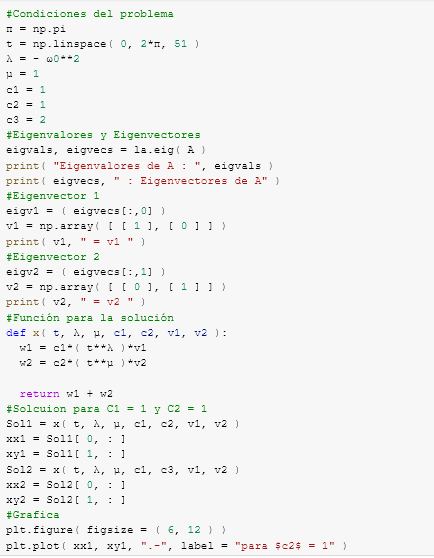 #Condiciones del problema
π = np.pi
t = np.linspace( 0, 2*π, 51 )
λ = - ω0**2
μ = 1
c1 = 1
c2 = 1
c3 = 2
#Eigenvalores y Eigenvectores
eigvals, eigvecs = la.eig( A )
print( "Eigenvalores de A : ", eigvals )
print( eigvecs, " : Eigenvectores de A" )
#Eigenvector 1
eigv1 = ( eigvecs[:,0] )
v1 = np.array( [ [ 1 ], [ 0 ] ] )
print( v1, " = v1 " )
#Eigenvector 2
eigv2 = ( eigvecs[:,1] )
v2 = np.array( [ [ 0 ], [ 1 ] ] )
print( v2, " = v2 " )
#Función para la solución
def x( t, λ, μ, c1, c2, v1, v2 ):
  w1 = c1*( t**λ )*v1
  w2 = c2*( t**μ )*v2

  return w1 + w2
#Solcuion para C1 = 1 y C2 = 1
Sol1 = x( t, λ, μ, c1, c2, v1, v2 )
xx1 = Sol1[ 0, : ]
xy1 = Sol1[ 1, : ]
Sol2 = x( t, λ, μ, c1, c3, v1, v2 )
xx2 = Sol2[ 0, : ]
xy2 = Sol2[ 1, : ]
#Grafica
plt.figure( figsize = ( 6, 12 ) )
plt.plot( xx1, xy1, ".-", label = "para $c2$ = 1" )